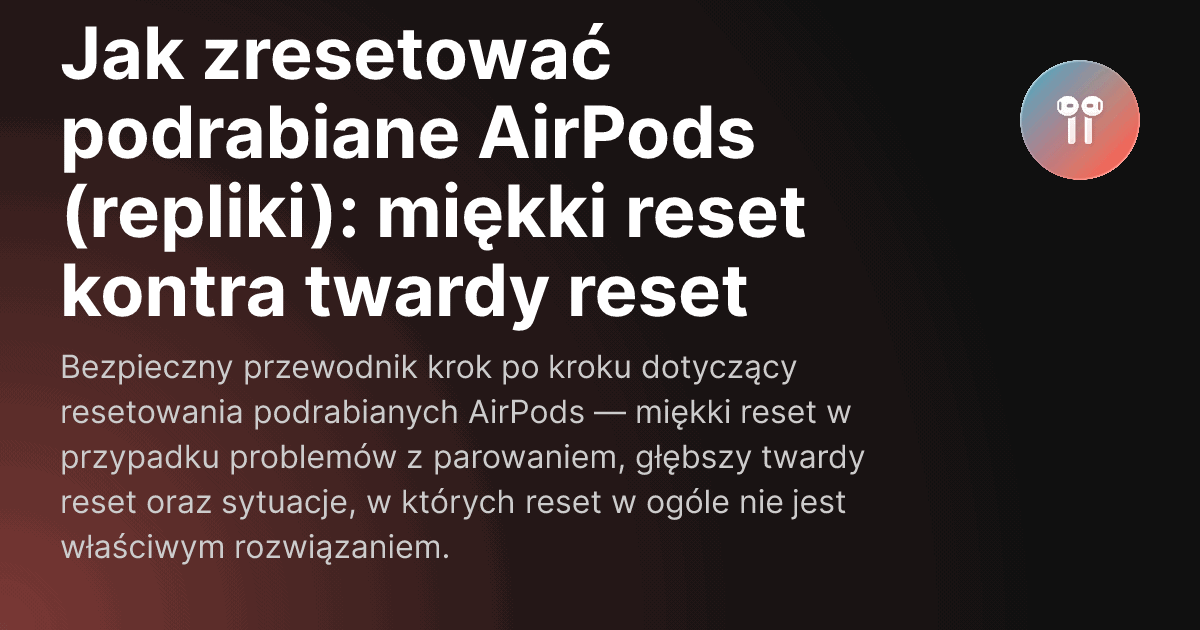 Jak zresetować
podrabiane AirPods
(repliki): miękki reset
kontra twardy reset
Bezpieczny przewodnik krok po kroku dotyczący
resetowania podrabianych AirPods — miękki reset w
przypadku problemów z parowaniem, głębszy twardy
reset oraz sytuacje, w których reset w ogóle nie jest
właściwym rozwiązaniem.